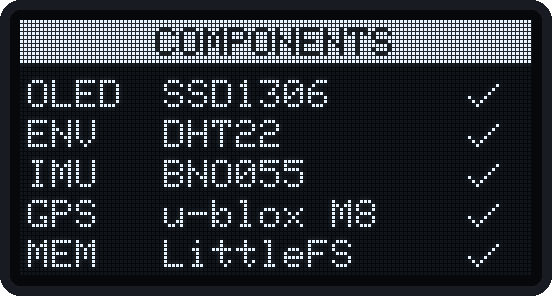 COMPONENTS
OLED SSD1306 ✓
ENV DHT22 ✓
IMU BNO055 ✓
GPS u-blox M8 ✓
MEM LittleFS ✓